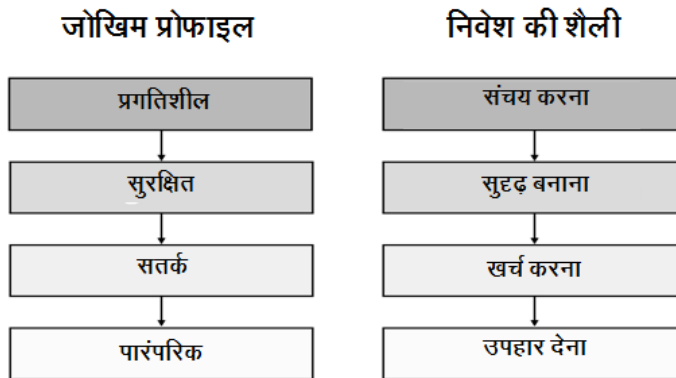 जोखिम प्रोफाइल
प्रगतिशील
सुरक्षित
सतर्क
पारंपरिक
निवेश की शैली
संचय करना
सुदृढ़ बनाना
खर्च करना
उपहार देना